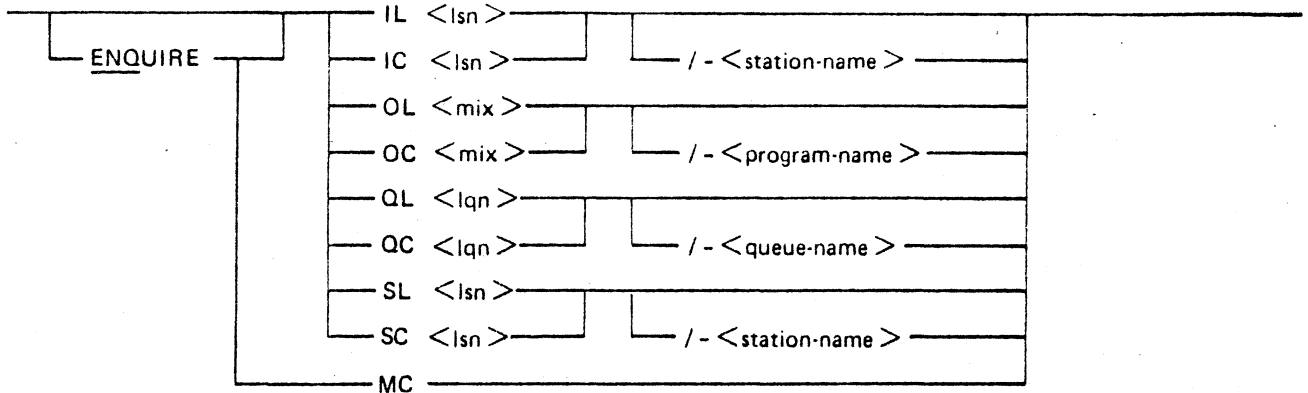 IL <lsn>
ENQUIRE
IC <lsn>
/ - <station-name>
OL <mix>
OC <mix>
/ - <program-name>
QL <lqn>
QC <lqn>
/ - <queue-name>
SL <lsn>
SC <lsn>
/ - <station-name>
MC